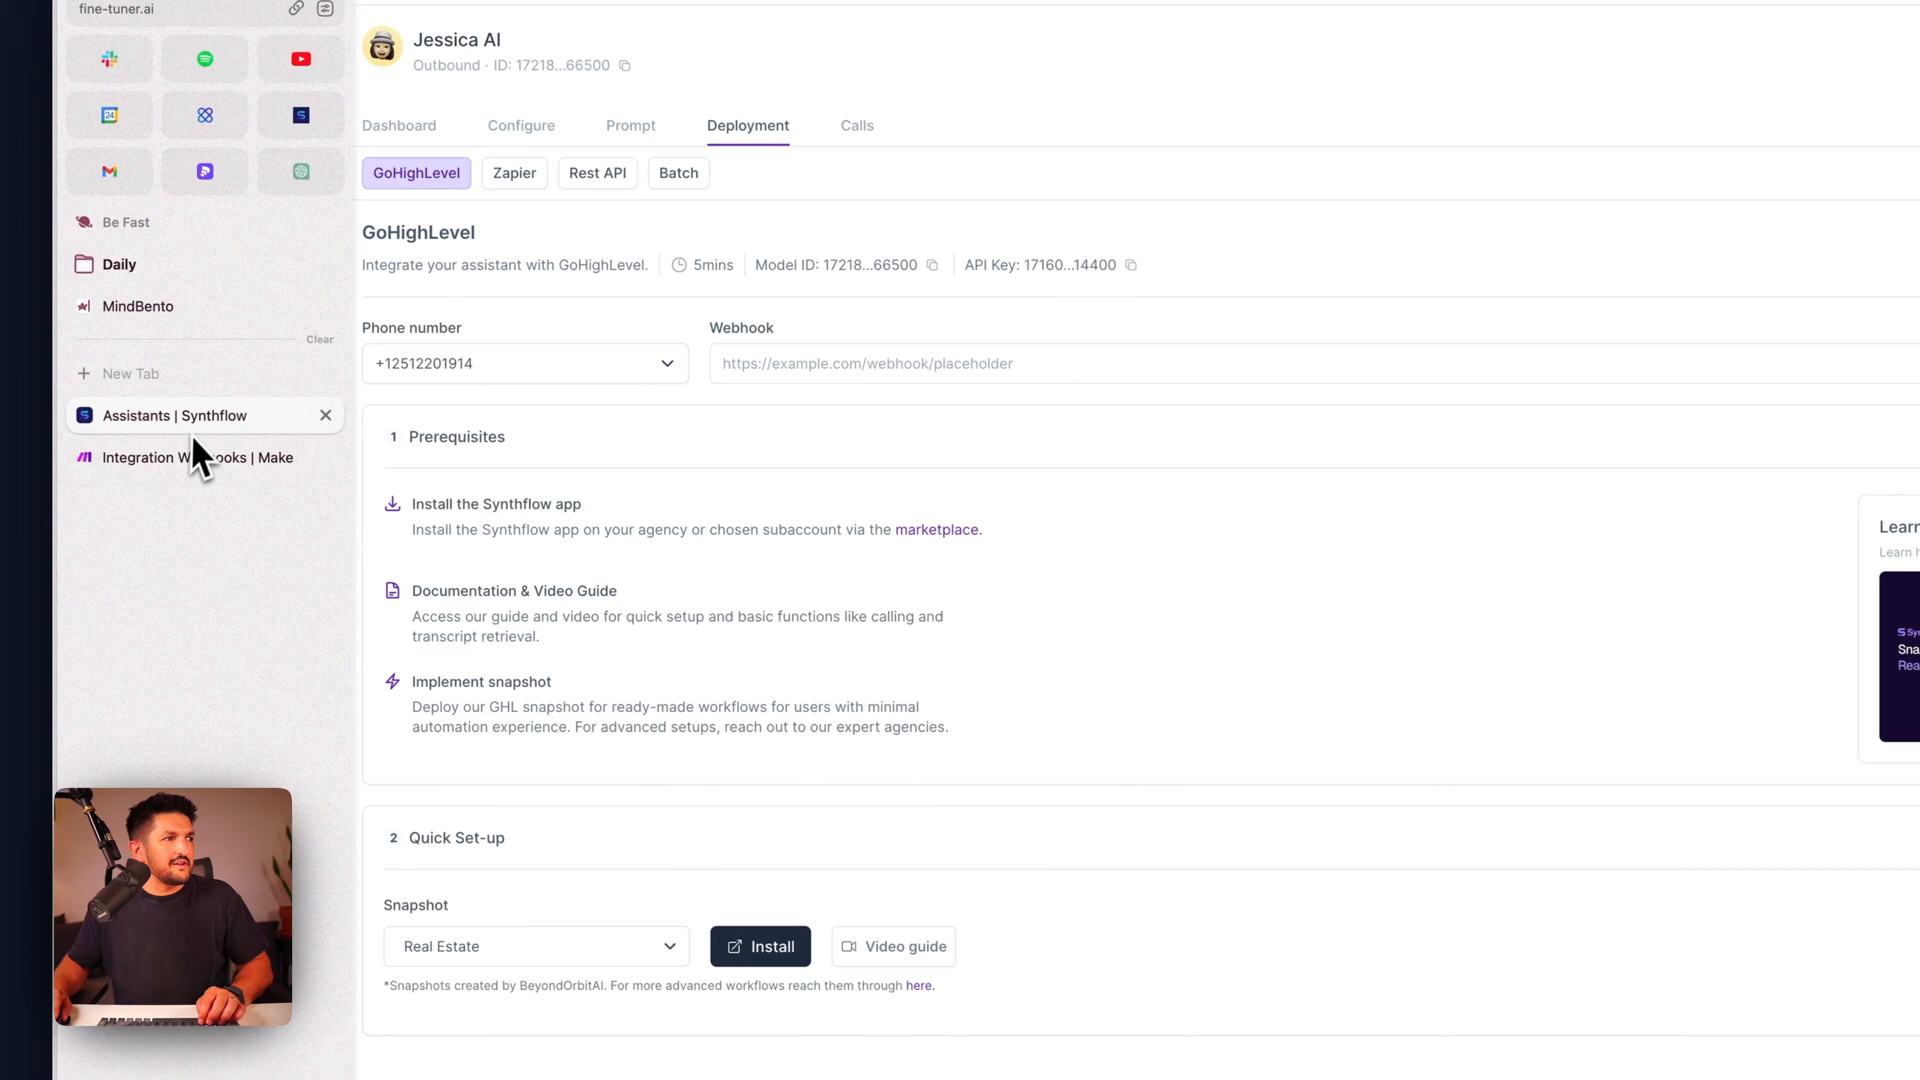 fine-tuner.ai
24
Be Fast
Daily
MindBento
Clear
New Tab
Assistants | Synthflow
Integration W ooks | Make
Jessica AI
Outbound · ID: 17218...66500
Dashboard
Configure
Prompt
Deployment
Calls
GoHighLevel
Zapier
Rest API
Batch
GoHighLevel
Integrate your assistant with GoHighLevel.
5mins
Model ID: 17218...66500
API Key: 17160...14400
Phone number
Webhook
+12512201914
https://example.com/webhook/placeholder
1 Prerequisites
Install the Synthflow app
Install the Synthflow app on your agency or chosen subaccount via the marketplace.
Documentation & Video Guide
Access our guide and video for quick setup and basic functions like calling and
transcript retrieval.
Implement snapshot
Deploy our GHL snapshot for ready-made workflows for users with minimal
automation experience. For advanced setups, reach out to our expert agencies.
Learn
Learn h
Sy
Sna
Rea
2 Quick Set-up
Snapshot
Real Estate
Install
Video guide
*Snapshots created by BeyondOrbitAI. For more advanced workflows reach them through here.